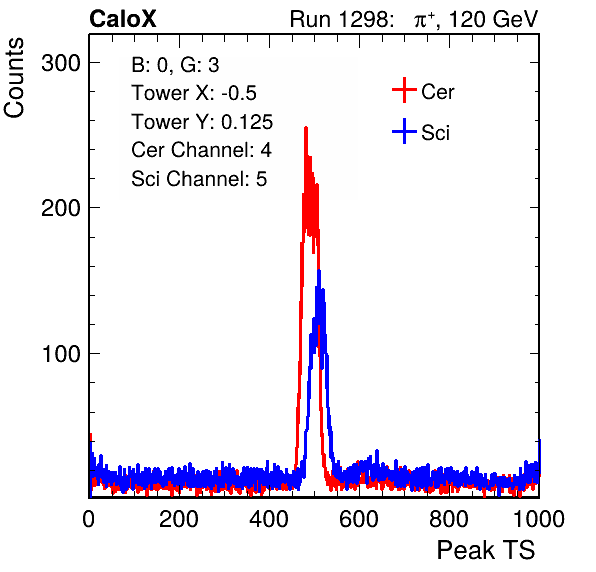 CaloX Run 1298: π⁺, 120 GeV
Counts
B: 0, G: 3
Tower X: -0.5
Tower Y: 0.125
Cer Channel: 4
Sci Channel: 5
Cer
Sci
300
200
100
0 200 400 600 800 1000
Peak TS